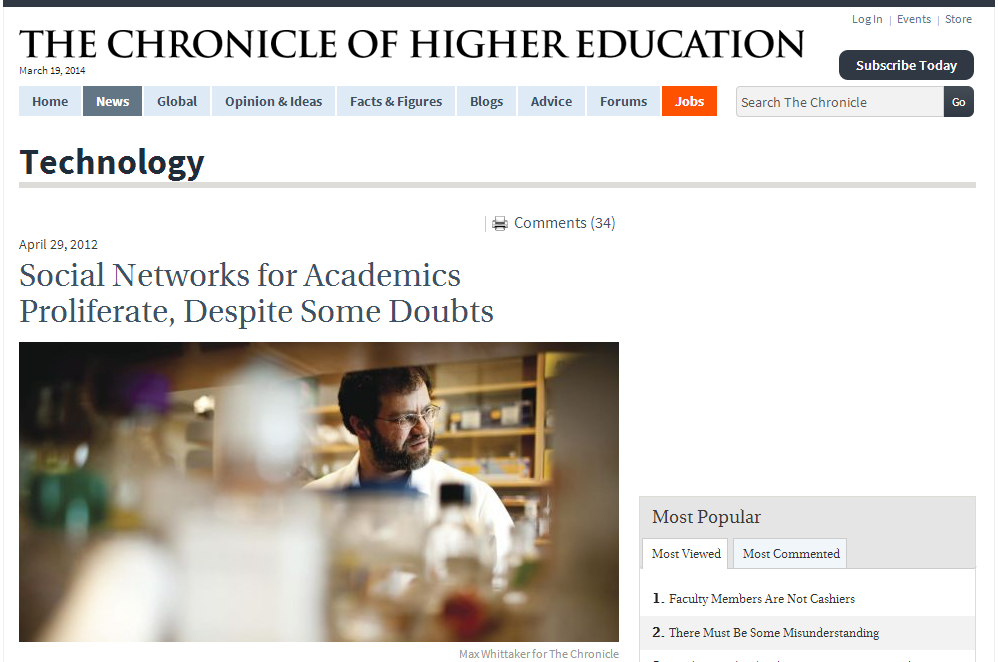 Log In | Events | Store
THE CHRONICLE OF HIGHER EDUCATION
March 19, 2014
Subscribe Today
Home News Global Opinion & Ideas Facts & Figures Blogs Advice Forums Jobs
Search The Chronicle Go
Technology
Comments (34)
April 29, 2012
Social Networks for Academics
Proliferate, Despite Some Doubts
Max Whittaker for The Chronicle
Most Popular
Most Viewed Most Commented
1. Faculty Members Are Not Cashiers
2. There Must Be Some Misunderstanding